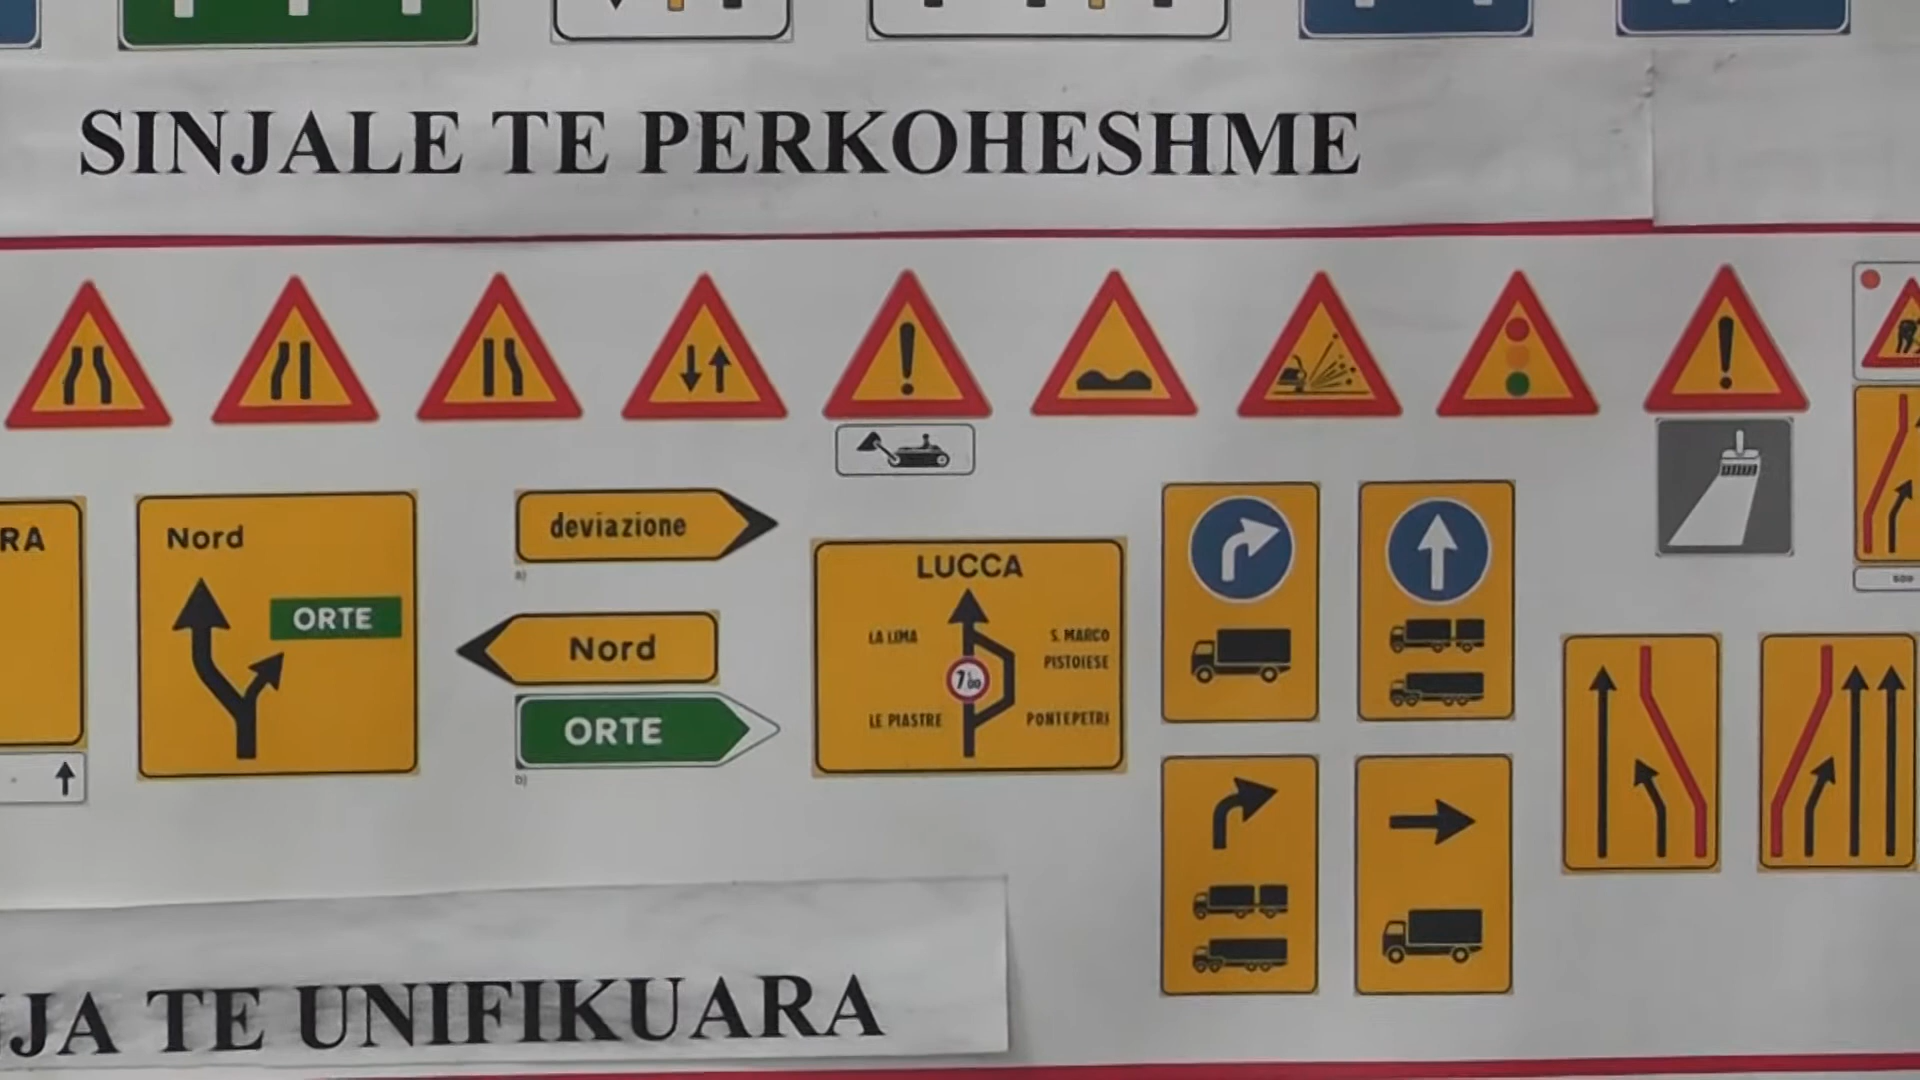 SINJALE TE PERKOHESHME
RA
Nord
ORTE
deviazione
a)
Nord
ORTE
b)
LUCCA
LA LIMA
S. MARCO
PISTOIESE
LE PIASTRE
PONTEPETRI
JA TE UNIFIKUARA